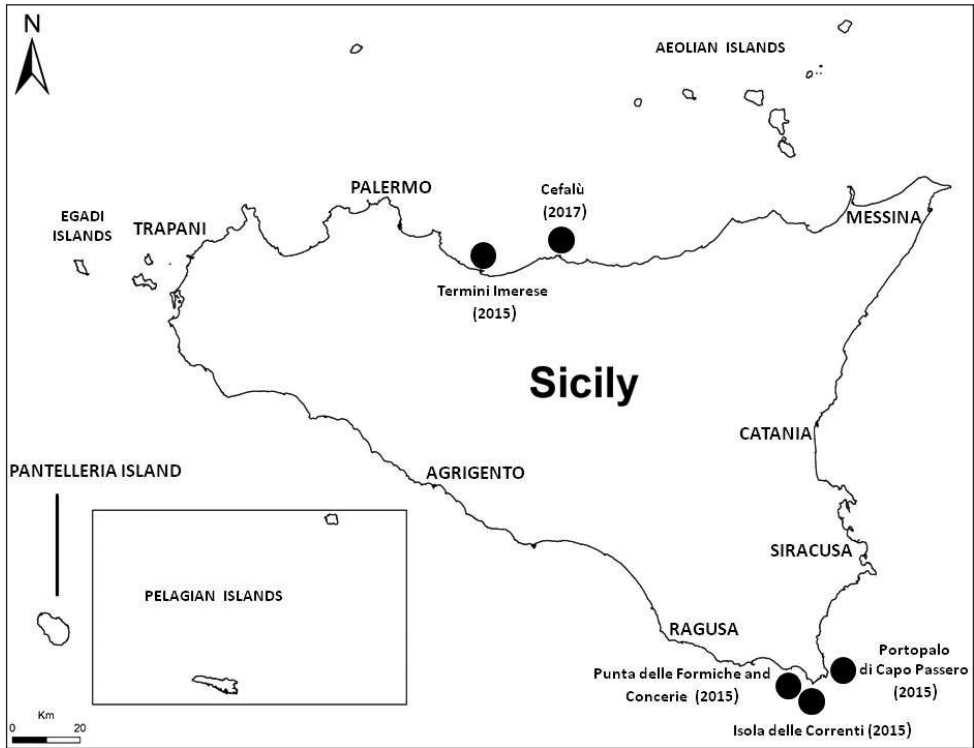 N
AEOLIAN ISLANDS
PALERMO
Cefalù
(2017)
MESSINA
EGADI
ISLANDS
TRAPANI
Termini Imerese
(2015)
Sicily
CATANIA
PANTELLERIA ISLAND
AGRIGENTO
SIRACUSA
PELAGIAN ISLANDS
RAGUSA
Punta delle Formiche and
Concerie (2015)
Portopalo
di Capo Passero
(2015)
Isola delle Correnti (2015)
Km
0 20